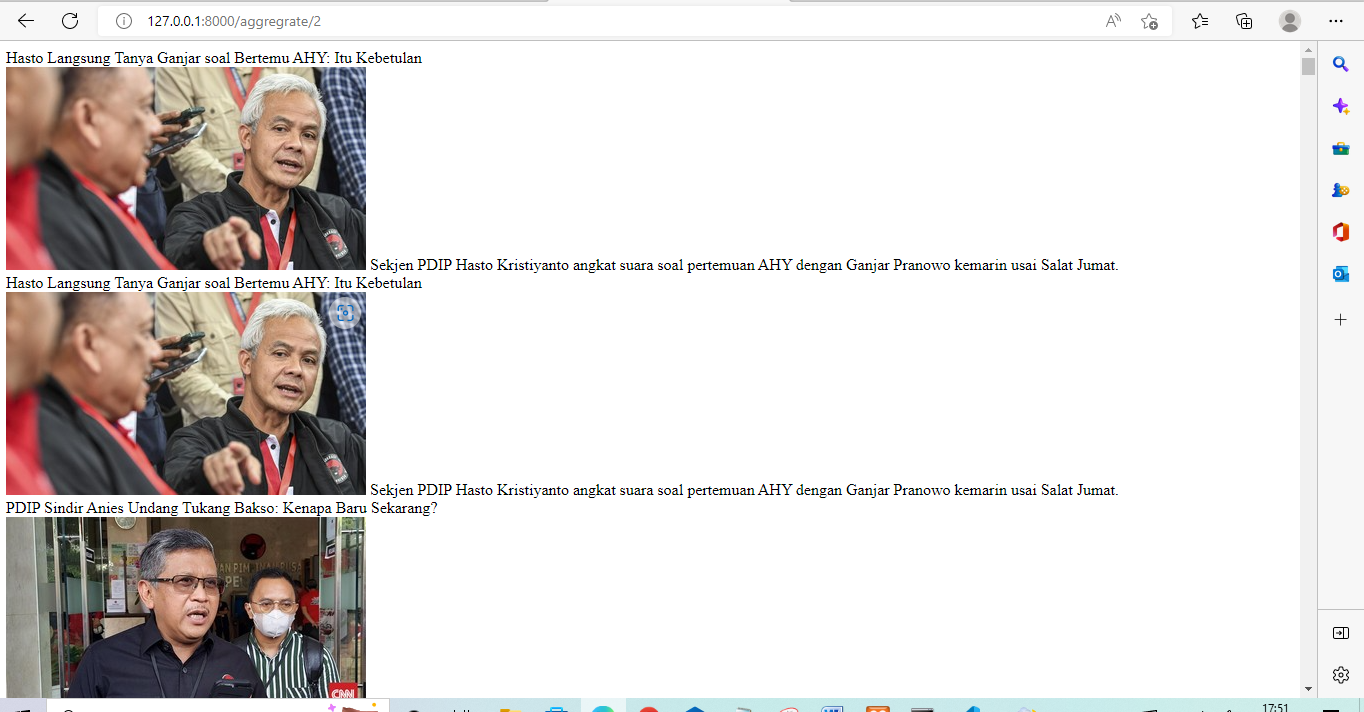 127.0.0.1:8000/aggregrate/2
Hasto Langsung Tanya Ganjar soal Bertemu AHY: Itu Kebetulan
Sekjen PDIP Hasto Kristiyanto angkat suara soal pertemuan AHY dengan Ganjar Pranowo kemarin usai Salat Jumat.
Hasto Langsung Tanya Ganjar soal Bertemu AHY: Itu Kebetulan
Sekjen PDIP Hasto Kristiyanto angkat suara soal pertemuan AHY dengan Ganjar Pranowo kemarin usai Salat Jumat.
PDIP Sindir Anies Undang Tukang Bakso: Kenapa Baru Sekarang?
CNN
17:51